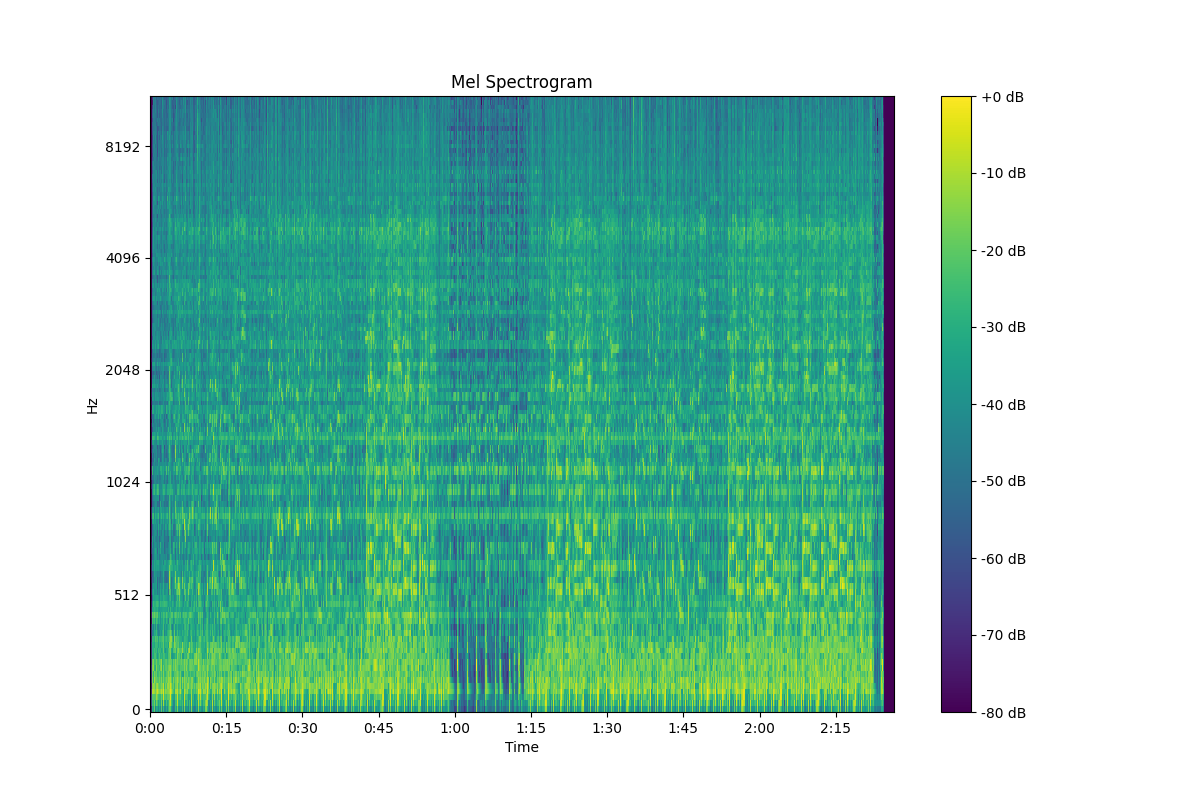 Mel Spectrogram
+0 dB
8192
-10 dB
-20 dB
4096
-30 dB
2048
-40 dB
Hz
1024
-50 dB
-60 dB
512
-70 dB
0
-80 dB
0:00 0:15 0:30 0:45 1:00 1:15 1:30 1:45 2:00 2:15
Time